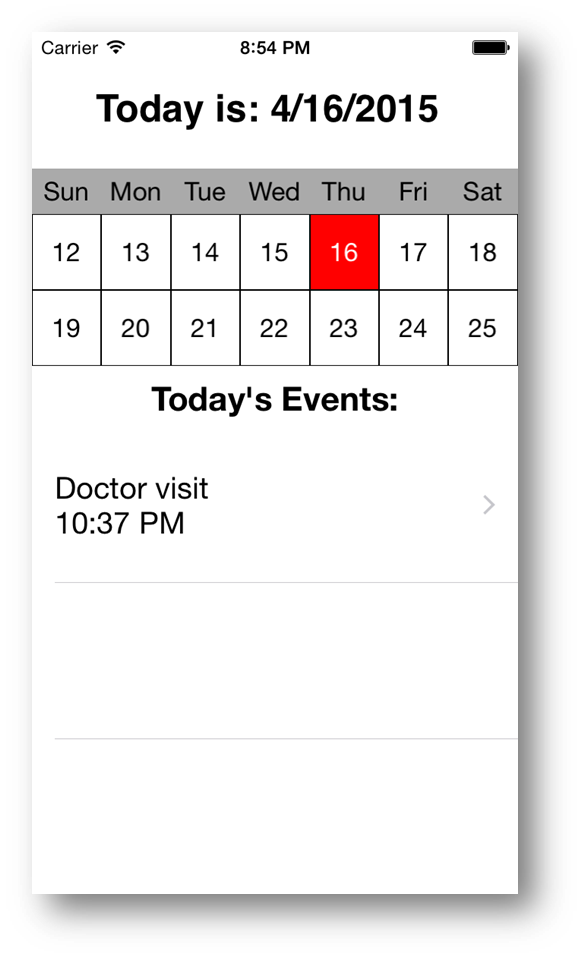 Carrier 8:54 PM
Today is: 4/16/2015
Sun Mon Tue Wed Thu Fri Sat
12 13 14 15 16 17 18
19 20 21 22 23 24 25
Today's Events:
Doctor visit
10:37 PM